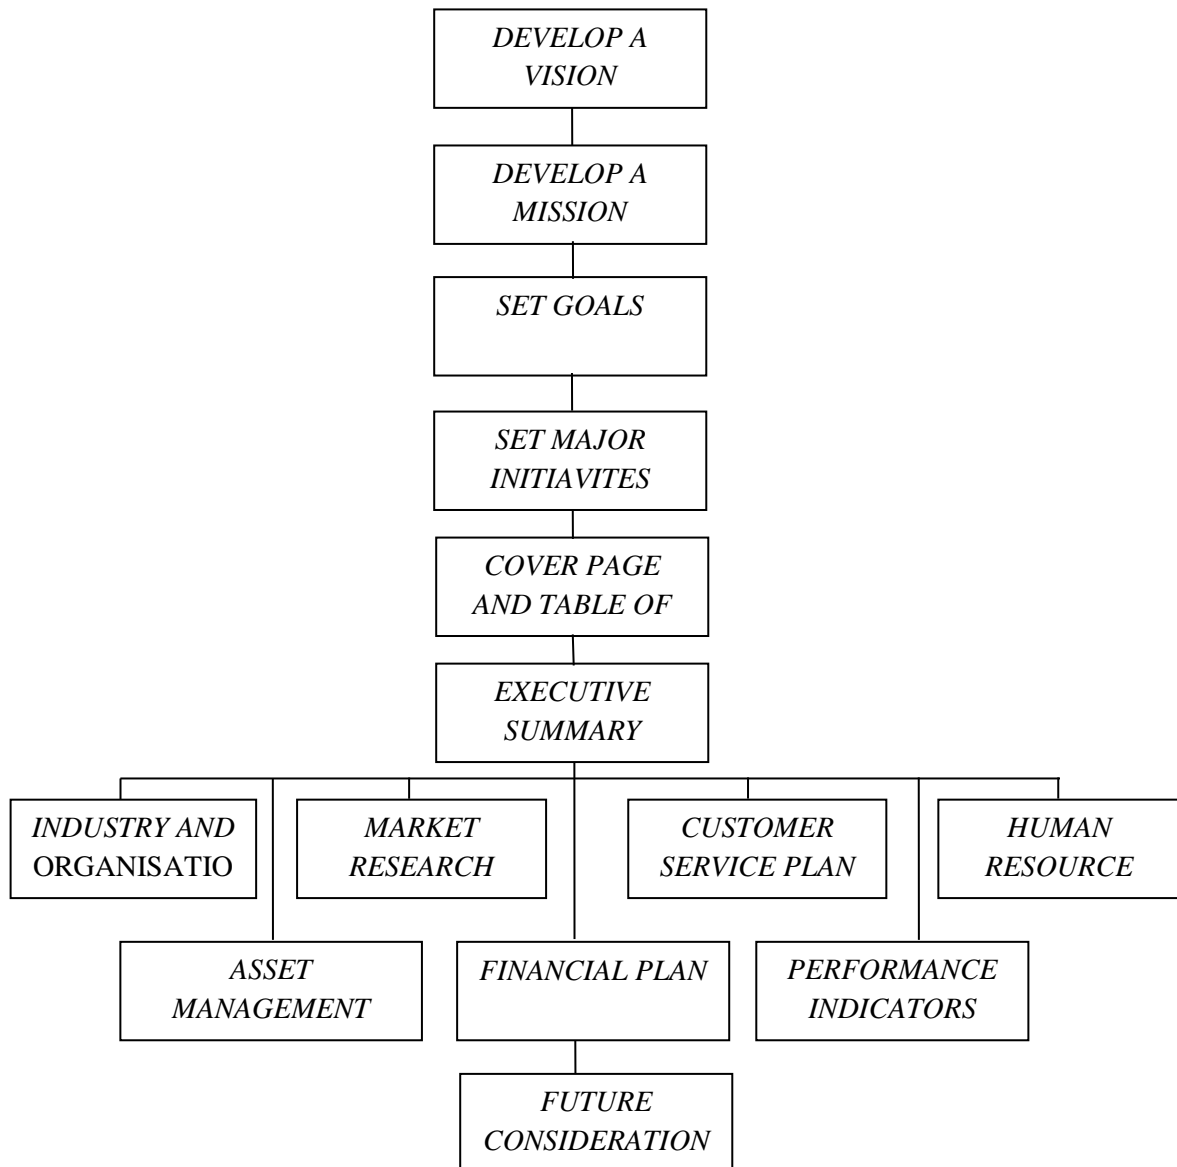 DEVELOP A
VISION
DEVELOP A
MISSION
SET GOALS
SET MAJOR
INITIAVITES
COVER PAGE
AND TABLE OF
EXECUTIVE
SUMMARY
INDUSTRY AND
ORGANISATIO
MARKET
RESEARCH
CUSTOMER
SERVICE PLAN
HUMAN
RESOURCE
ASSET
MANAGEMENT
FINANCIAL PLAN
PERFORMANCE
INDICATORS
FUTURE
CONSIDERATION